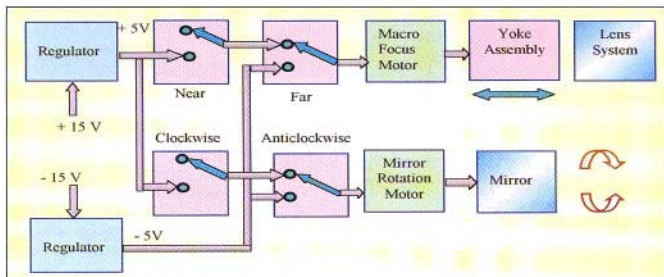 + 5V
Regulator
Macro
Focus
Motor
Yoke
Assembly
Lens
System
Near
Far
+ 15 V
Clockwise
Anticlockwise
- 15 V
Mirror
Rotation
Motor
Mirror
Regulator
- 5V